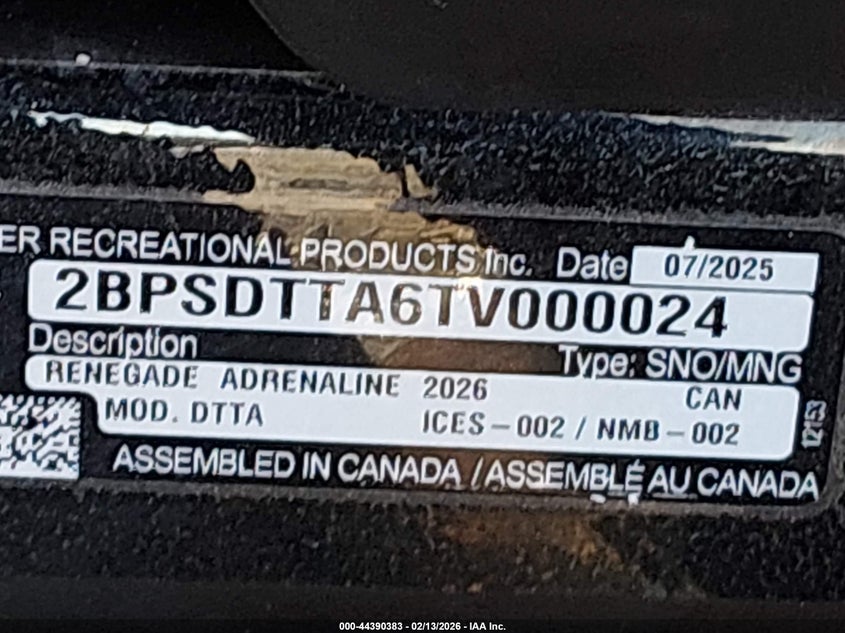 ER RECREATIONAL PRODUCTS Inc. Date 07/2025
2BPSDTTA6TV000024
Description Type: SNO/MNG
RENEGADE ADRENALINE 2026 CAN
MOD. DTTA ICES-002 / NMB-002
12153
ASSEMBLED IN CANADA / ASSEMBLÉ AU CANADA
000-44390383 - 02/13/2026 - IAA Inc.